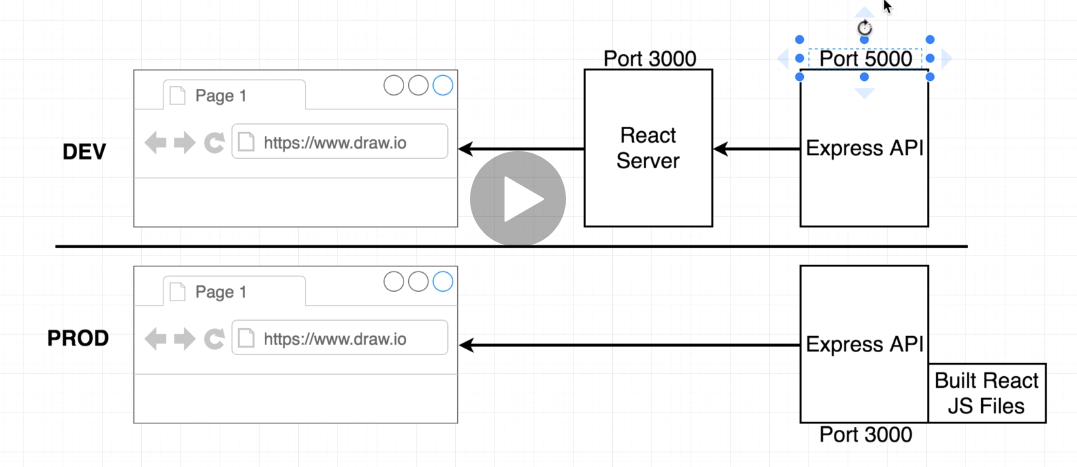 Port 3000
Port 5000
Page 1
https://www.draw.io
DEV
React
Server
Express API
Page 1
https://www.draw.io
PROD
Express API
Built React
JS Files
Port 3000